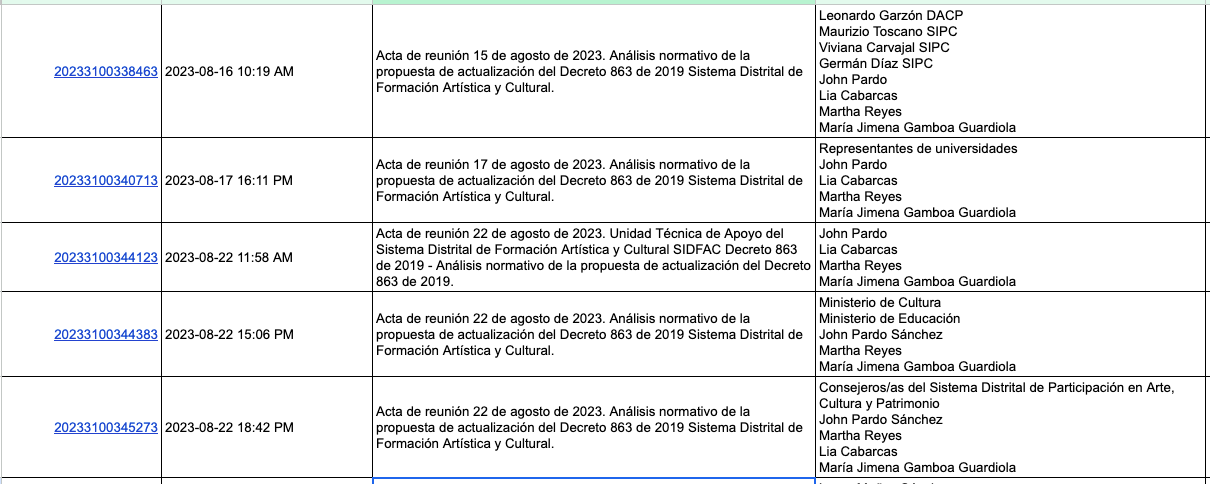 20233100338463
2023-08-16 10:19 AM
Acta de reunión 15 de agosto de 2023. Análisis normativo de la
propuesta de actualización del Decreto 863 de 2019 Sistema Distrital de
Formación Artística y Cultural.
Leonardo Garzón DACP
Maurizio Toscano SIPC
Viviana Carvajal SIPC
Germán Díaz SIPC
John Pardo
Lia Cabarcas
Martha Reyes
María Jimena Gamboa Guardiola
20233100340713
2023-08-17 16:11 PM
Acta de reunión 17 de agosto de 2023. Análisis normativo de la
propuesta de actualización del Decreto 863 de 2019 Sistema Distrital de
Formación Artística y Cultural.
Representantes de universidades
John Pardo
Lia Cabarcas
Martha Reyes
María Jimena Gamboa Guardiola
20233100344123
2023-08-22 11:58 AM
Acta de reunión 22 de agosto de 2023. Unidad Técnica de Apoyo del
Sistema Distrital de Formación Artística y Cultural SIDFAC Decreto 863
de 2019 - Análisis normativo de la propuesta de actualización del Decreto
863 de 2019.
John Pardo
Lia Cabarcas
Martha Reyes
María Jimena Gamboa Guardiola
20233100344383
2023-08-22 15:06 PM
Acta de reunión 22 de agosto de 2023. Análisis normativo de la
propuesta de actualización del Decreto 863 de 2019 Sistema Distrital de
Formación Artística y Cultural.
Ministerio de Cultura
Ministerio de Educación
John Pardo Sánchez
Martha Reyes
María Jimena Gamboa Guardiola
20233100345273
2023-08-22 18:42 PM
Acta de reunión 22 de agosto de 2023. Análisis normativo de la
propuesta de actualización del Decreto 863 de 2019 Sistema Distrital de
Formación Artística y Cultural.
Consejeros/as del Sistema Distrital de Participación en Arte,
Cultura y Patrimonio
John Pardo Sánchez
Martha Reyes
Lia Cabarcas
María Jimena Gamboa Guardiola